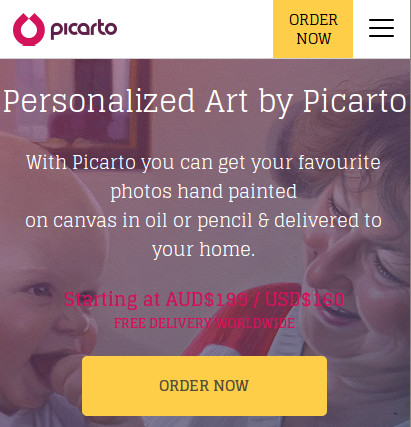 picarto
ORDER
NOW
Personalized Art by Picarto
With Picarto you can get your favourite
photos hand painted
on canvas in oil or pencil & delivered to
your home.
Starting at AUD$199 / USD$160
FREE DELIVERY WORLDWIDE
ORDER NOW